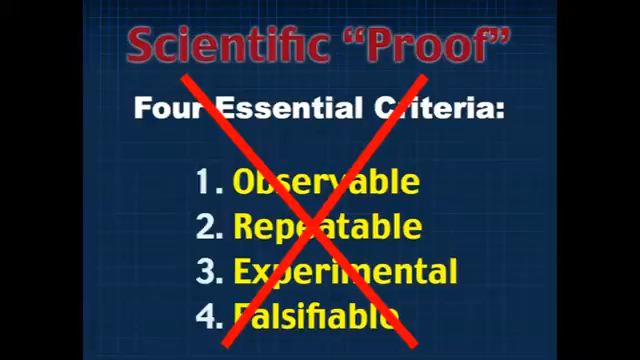 Scientific “Proof”
Four Essential Criteria:
1. Observable
2. Repeatable
3. Experimental
4. Falsifiable